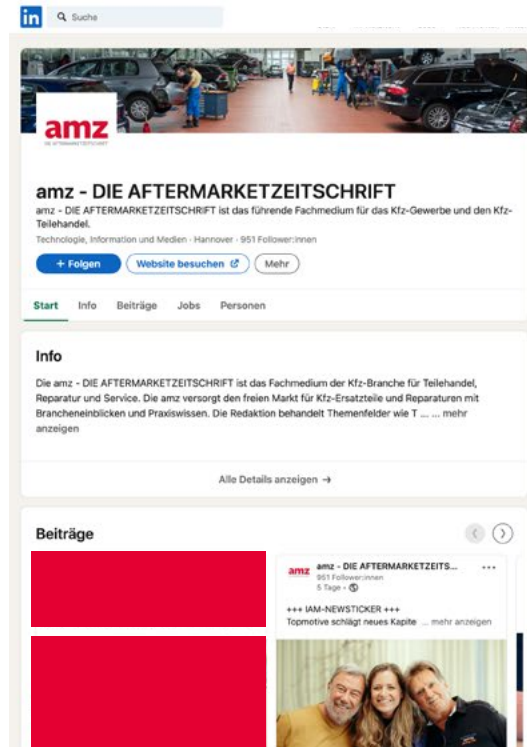 in
Suche
amz
DIE AFTERMARKETZEITSCHRIFT
amz - DIE AFTERMARKETZEITSCHRIFT
amz - DIE AFTERMARKETZEITSCHRIFT ist das führende Fachmedium für das Kfz-Gewerbe und den Kfz-
Teilehandel.
Technologie, Information und Medien · Hannover · 951 Follower:innen
+ Folgen
Website besuchen
Mehr
Start Info Beiträge Jobs Personen
Info
Die amz - DIE AFTERMARKETZEITSCHRIFT ist das Fachmedium der Kfz-Branche für Teilehandel,
Reparatur und Service. Die amz versorgt den freien Markt für Kfz-Ersatzteile und Reparaturen mit
Brancheneinblicken und Praxiswissen. Die Redaktion behandelt Themenfelder wie T ... ... mehr
anzeigen
Alle Details anzeigen →
Beiträge
amz
amz - DIE AFTERMARKETZEITS...
951 Follower:innen
5 Tage ·
+++ IAM-NEWSTICKER +++
Topmotive schlägt neues Kapite ... mehr anzeigen